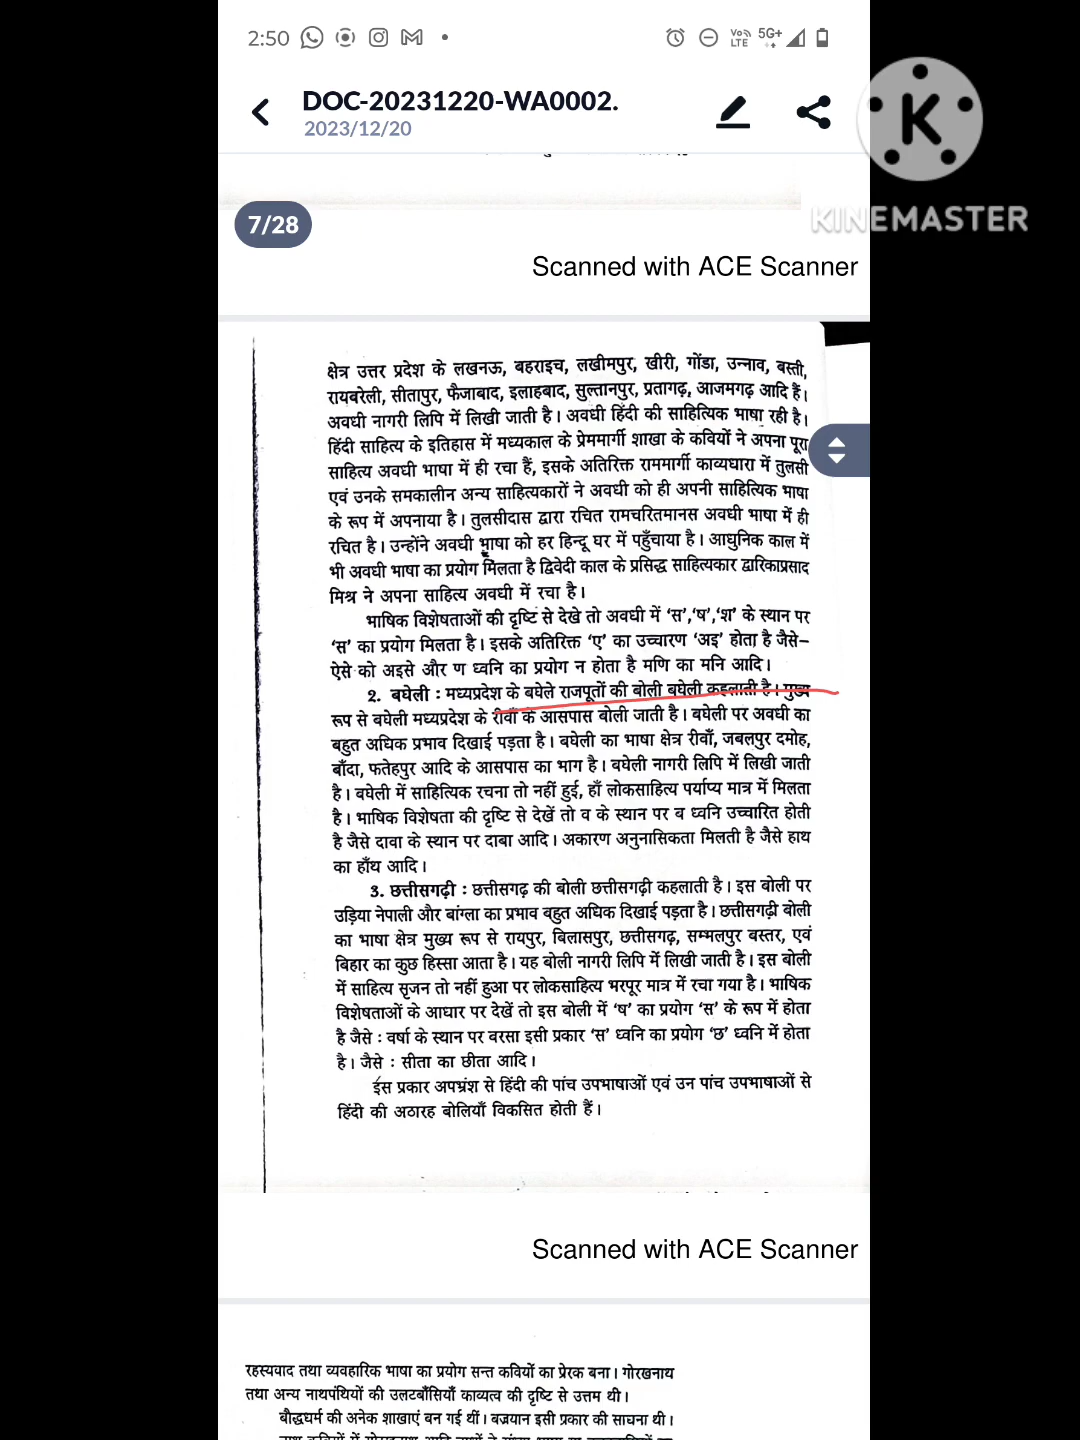 2:50
VoLTE 5G+
DOC-20231220-WA0002.
2023/12/20
K
KINEMASTER
7/28
Scanned with ACE Scanner
क्षेत्र उत्तर प्रदेश के लखनऊ, बहराइच, लखीमपुर, खीरी, गोंडा, उन्नाव, बस्ती,
रायबरेली, सीतापुर, फैजाबाद, इलाहबाद, सुल्तानपुर, प्रतागढ़, आजमगढ़ आदि हैं।
अवधी नागरी लिपि में लिखी जाती है। अवधी हिंदी की साहित्यिक भाषा रही है।
हिंदी साहित्य के इतिहास में मध्यकाल के प्रेममार्गी शाखा के कवियों ने अपना पूरा
साहित्य अवधी भाषा में ही रचा हैं, इसके अतिरिक्त राममार्गी काव्यधारा में तुलसी
एवं उनके समकालीन अन्य साहित्यकारों ने अवधी को ही अपनी साहित्यिक भाषा
के रूप में अपनाया है। तुलसीदास द्वारा रचित रामचरितमानस अवधी भाषा में ही
रचित है। उन्होंने अवधी भाषा को हर हिन्दू घर में पहुँचाया है। आधुनिक काल में
भी अवधी भाषा का प्रयोग मिलता है द्विवेदी काल के प्रसिद्ध साहित्यकार द्वारिकाप्रसाद
मिश्र ने अपना साहित्य अवधी में रचा है।
भाषिक विशेषताओं की दृष्टि से देखे तो अवधी में ‘स’,‘ष’,‘श’ के स्थान पर
‘स’ का प्रयोग मिलता है। इसके अतिरिक्त ‘ए’ का उच्चारण ‘अइ’ होता है जैसे–
ऐसे को अइसे और ण ध्वनि का प्रयोग न होता है मणि का मनि आदि।
2. बघेली : मध्यप्रदेश के बघेले राजपूतों की बोली बघेली कहलाती है। मुख्य
रूप से बघेली मध्यप्रदेश के रीवाँ के आसपास बोली जाती है। बघेली पर अवधी का
बहुत अधिक प्रभाव दिखाई पड़ता है। बघेली का भाषा क्षेत्र रीवाँ, जबलपुर दमोह,
बाँदा, फतेहपुर आदि के आसपास का भाग है। बघेली नागरी लिपि में लिखी जाती
है। बघेली में साहित्यिक रचना तो नहीं हुई, हाँ लोकसाहित्य पर्याप्य मात्र में मिलता
है। भाषिक विशेषता की दृष्टि से देखें तो व के स्थान पर ब ध्वनि उच्चारित होती
है जैसे दावा के स्थान पर दाबा आदि। अकारण अनुनासिकता मिलती है जैसे हाथ
का हाँथ आदि।
3. छत्तीसगढ़ी : छत्तीसगढ़ की बोली छत्तीसगढ़ी कहलाती है। इस बोली पर
उड़िया नेपाली और बांग्ला का प्रभाव बहुत अधिक दिखाई पड़ता है। छत्तीसगढ़ी बोली
का भाषा क्षेत्र मुख्य रूप से रायपुर, बिलासपुर, छत्तीसगढ़, सम्भलपुर बस्तर, एवं
बिहार का कुछ हिस्सा आता है। यह बोली नागरी लिपि में लिखी जाती है। इस बोली
में साहित्य सृजन तो नहीं हुआ पर लोकसाहित्य भरपूर मात्र में रचा गया है। भाषिक
विशेषताओं के आधार पर देखें तो इस बोली में ‘ष’ का प्रयोग ‘स’ के रूप में होता
है जैसे : वर्षा के स्थान पर बरसा इसी प्रकार ‘स’ ध्वनि का प्रयोग ‘छ’ ध्वनि में होता
है। जैसे : सीता का छीता आदि।
ईस प्रकार अपभ्रंश से हिंदी की पांच उपभाषाओं एवं उन पांच उपभाषाओं से
हिंदी की अठारह बोलियाँ विकसित होती हैं।
Scanned with ACE Scanner
रहस्यवाद तथा व्यवहारिक भाषा का प्रयोग सन्त कवियों का प्रेरक बना। गोरखनाथ
तथा अन्य नाथपंथियों की उलटबाँसियाँ काव्यत्व की दृष्टि से उत्तम थी।
बौद्धधर्म की अनेक शाखाएं बन गई थीं। बज्रयान इसी प्रकार की साधना थी।